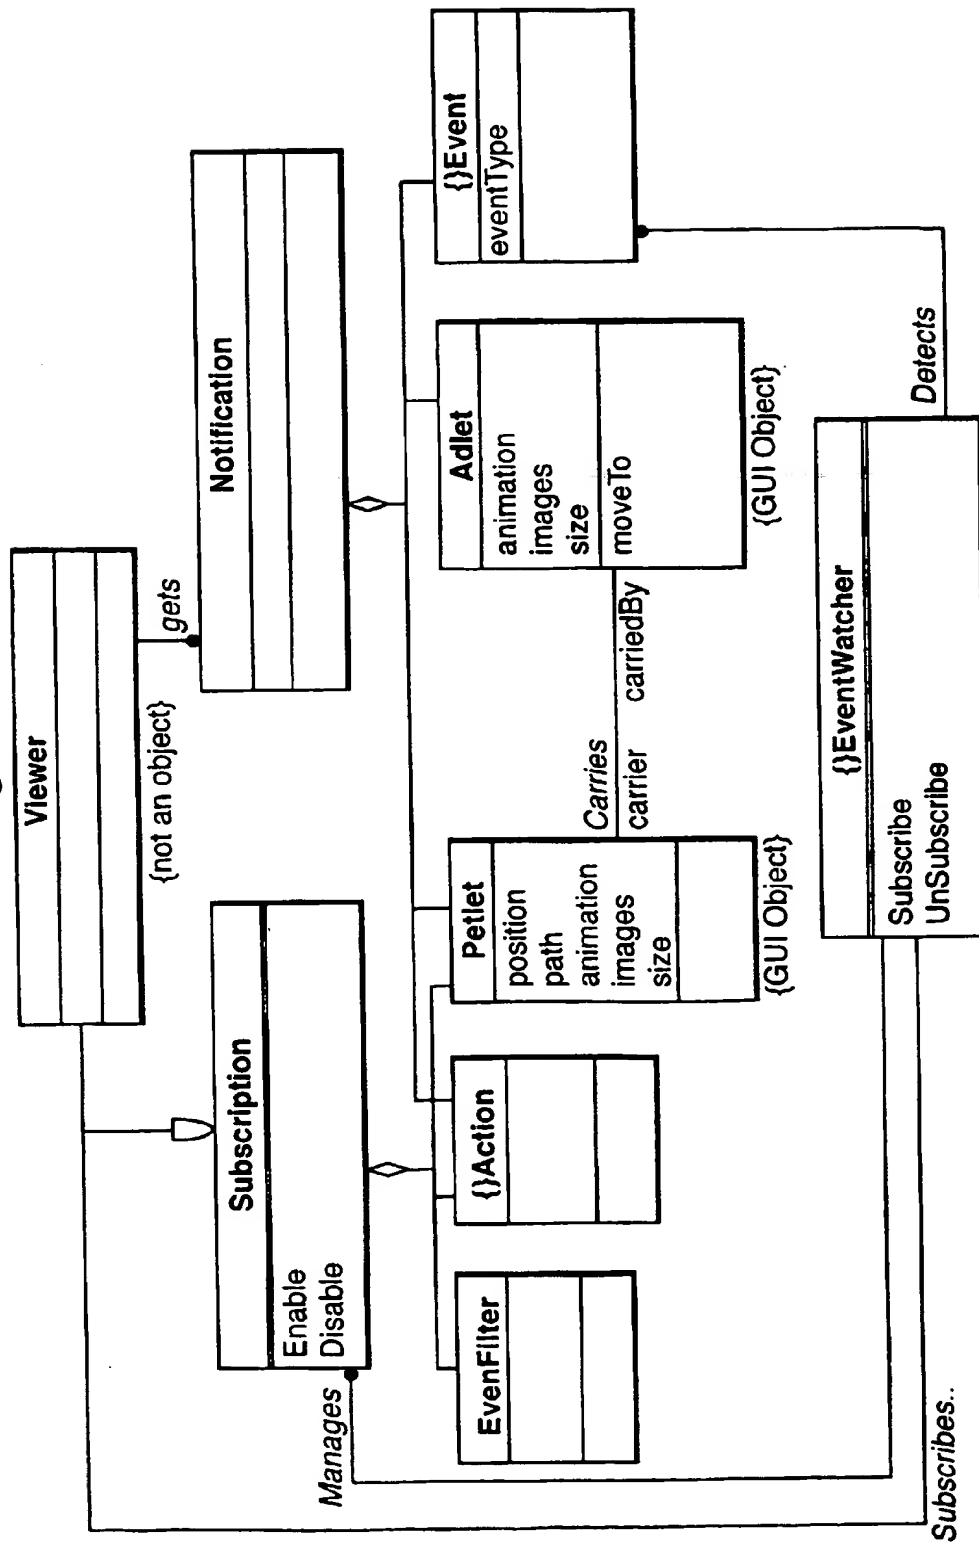 Viewer
{not an object}
gets
Subscription
Enable
Disable
Notification
Manages
EvenFilter
{}Action
Petlet
position
path
animation
images
size
{GUI Object}
Carries
carrier
carriedBy
Adlet
animation
images
size
moveTo
{GUI Object}
{}Event
eventType
{}EventWatcher
Subscribe
UnSubscribe
Detects
Subscribes..